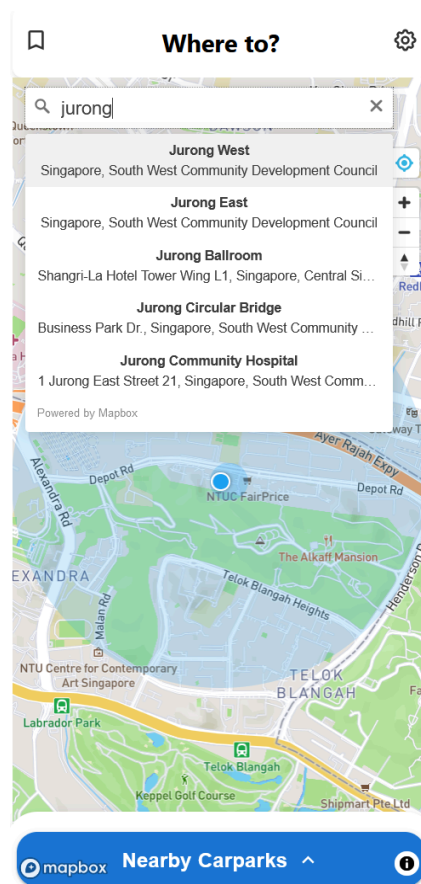 Where to?
jurong
DAWSON
Jurong West
Singapore, South West Community Development Council
Jurong East
Singapore, South West Community Development Council
Jurong Ballroom
Shangri-La Hotel Tower Wing L1, Singapore, Central Si...
Jurong Circular Bridge
Business Park Dr., Singapore, South West Community ...
Jurong Community Hospital
1 Jurong East Street 21, Singapore, South West Comm...
Powered by Mapbox
Ayer Rajah Expy
Alexandra Rd
Depot Rd
Depot Rd
NTUC FairPrice
The Alkaff Mansion
EXANDRA
Telok Blangah Heights
Malan Rd
NTU Centre for Contemporary
Art Singapore
TELOK
BLANGAH
Labrador Park
Telok Blangah
Keppel Golf Course
Shipmart Pte Ltd
mapbox
Nearby Carparks